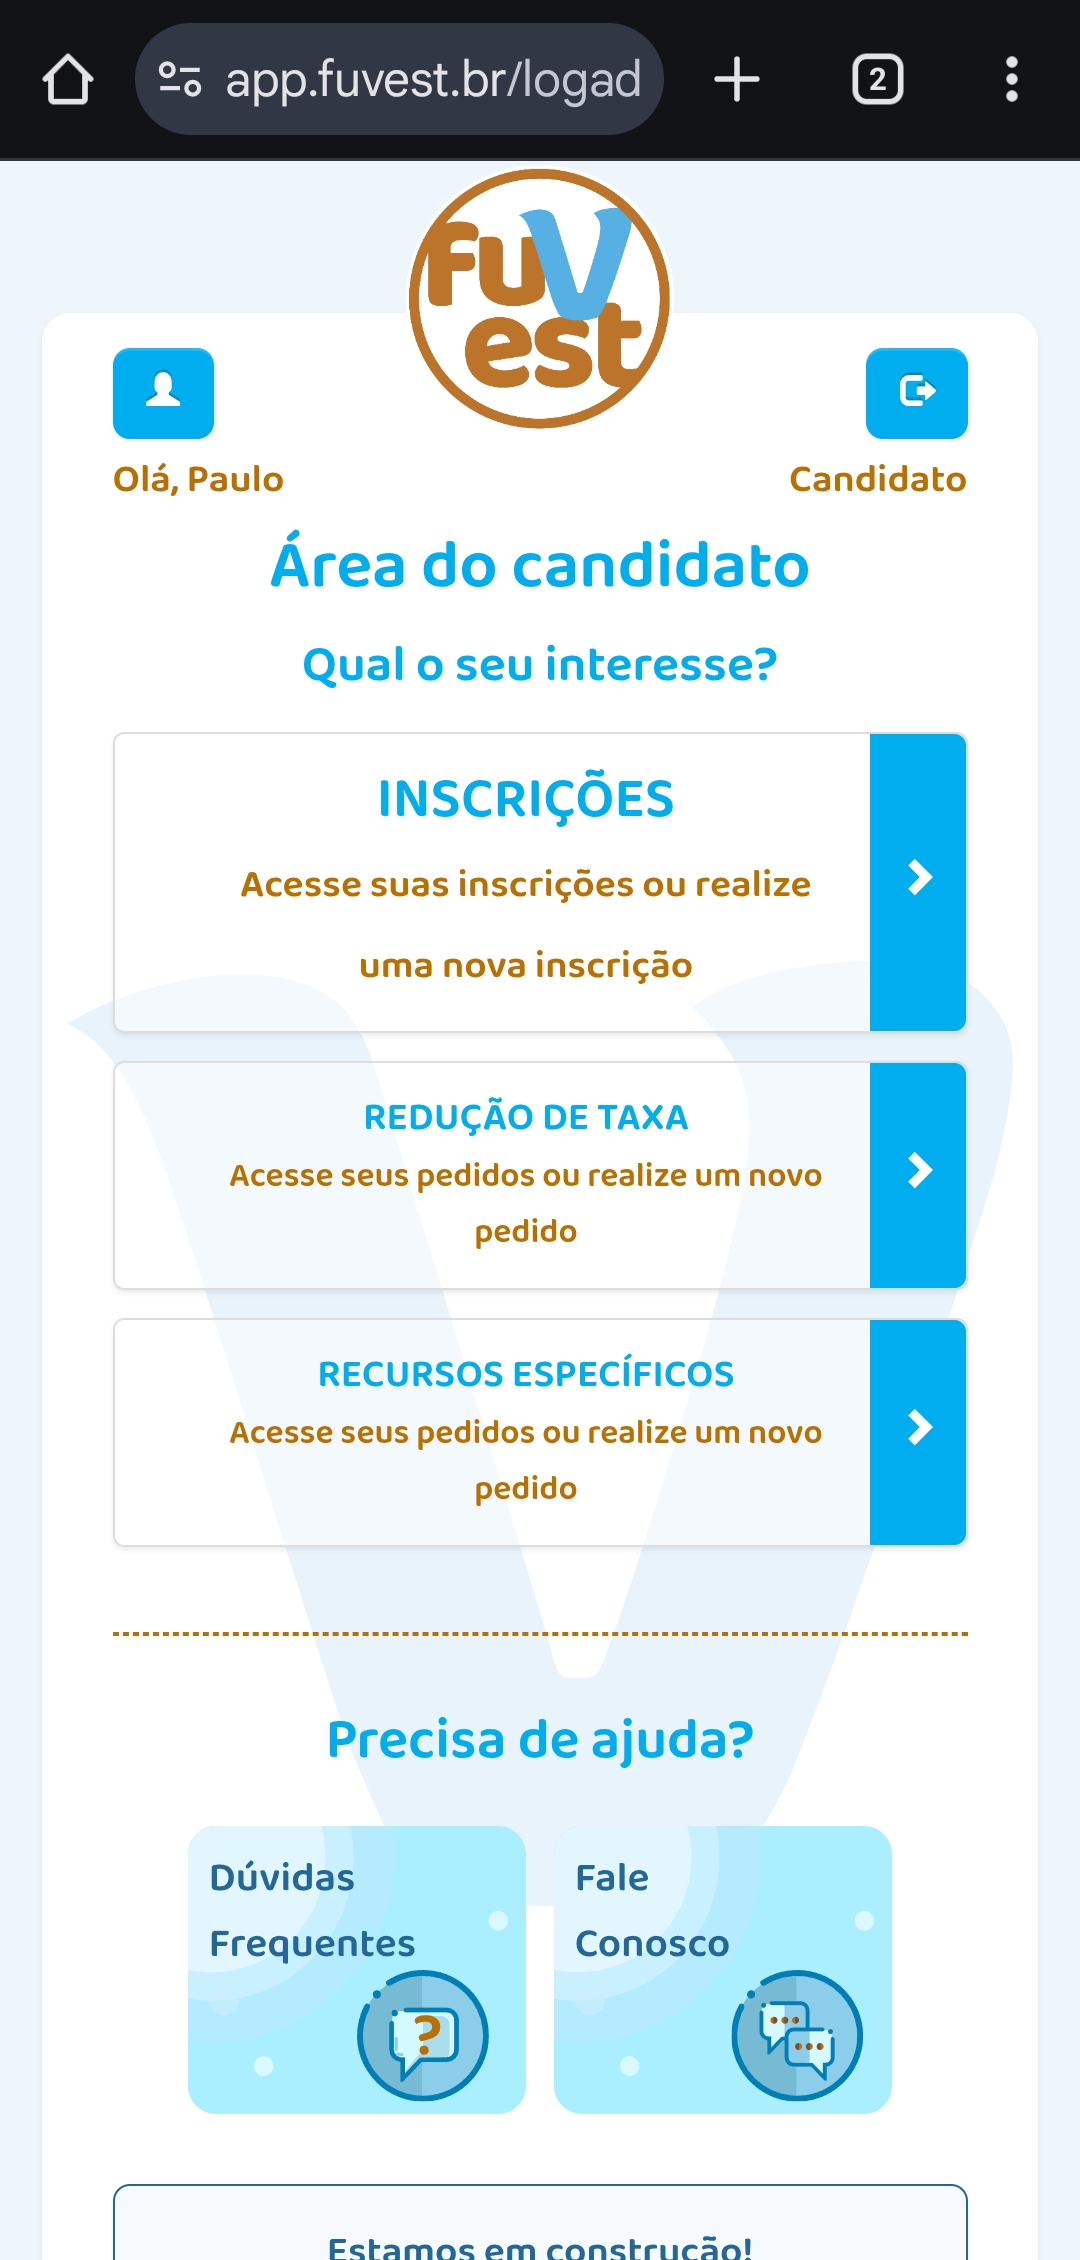 app.fuvest.br/logad
2
fuVest
Olá, Paulo
Candidato
Área do candidato
Qual o seu interesse?
INSCRIÇÕES
Acesse suas inscrições ou realize
uma nova inscrição
REDUÇÃO DE TAXA
Acesse seus pedidos ou realize um novo
pedido
RECURSOS ESPECÍFICOS
Acesse seus pedidos ou realize um novo
pedido
Precisa de ajuda?
Dúvidas
Frequentes
?
Fale
Conosco
Estamos em construção!